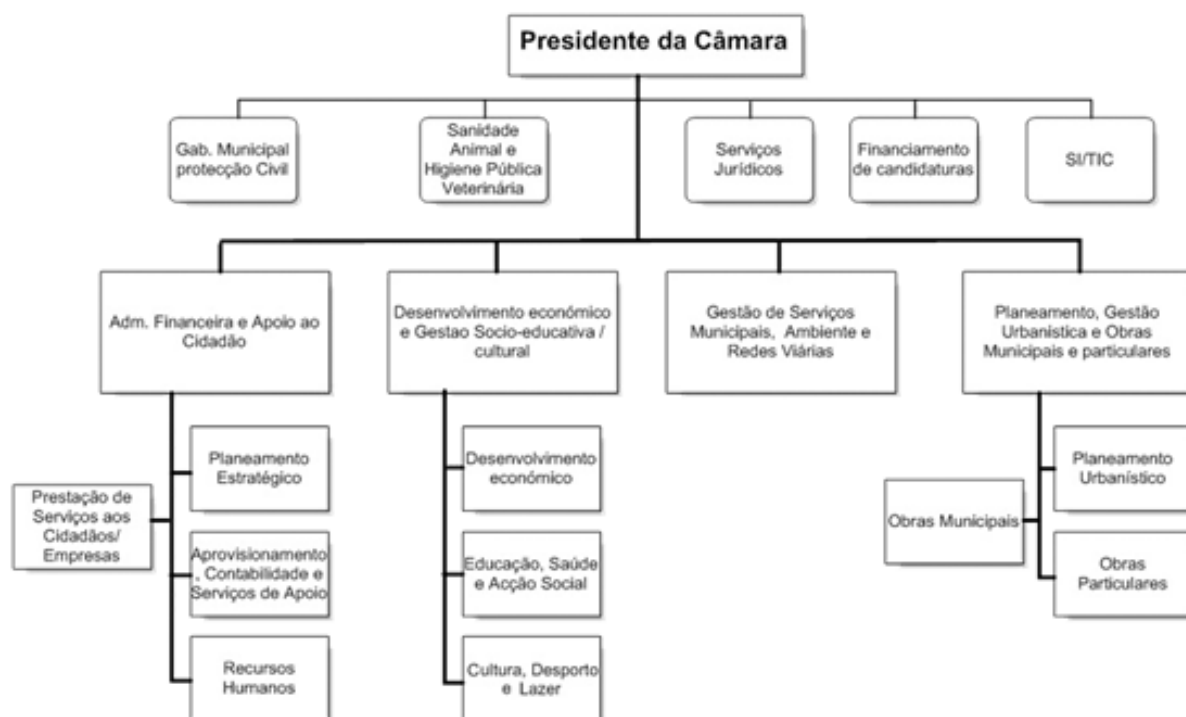 Presidente da Câmara
Gab. Municipal
protecção Civil
Sanidade
Animal e
Higiene Pública
Veterinária
Serviços
Jurídicos
Financiamento
de candidaturas
SI/TIC
Adm. Financeira e Apoio ao
Cidadão
Desenvolvimento económico
e Gestao Socio-educativa /
cultural
Gestão de Serviços
Municipais, Ambiente e
Redes Viárias
Planeamento, Gestão
Urbanística e Obras
Municipais e particulares
Prestação de
Serviços aos
Cidadãos/
Empresas
Planeamento
Estratégico
Aprovisionamento
, Contabilidade e
Serviços de Apoio
Recursos
Humanos
Desenvolvimento
económico
Educação, Saúde
e Acção Social
Cultura, Desporto
e Lazer
Obras Municipais
Planeamento
Urbanístico
Obras
Particulares